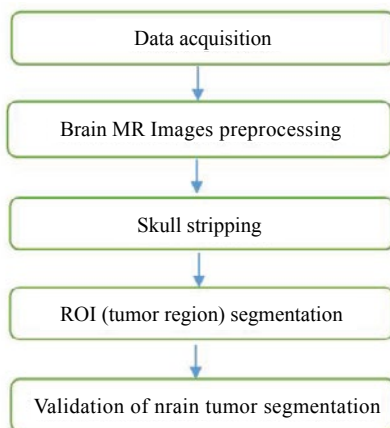 Data acquisition
Brain MR Images preprocessing
Skull stripping
ROI (tumor region) segmentation
Validation of nrain tumor segmentation